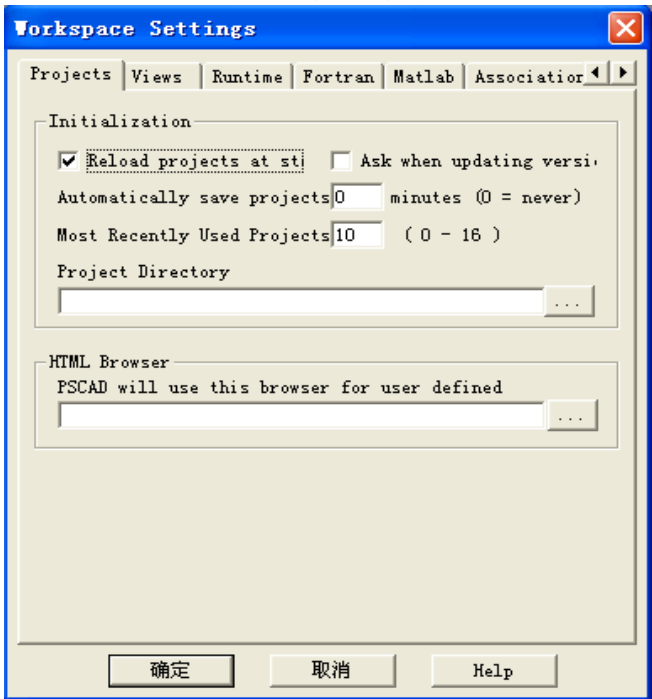 Workspace Settings
Projects Views Runtime Fortran Matlab Association
Initialization
Reload projects at st Ask when updating versi
Automatically save projects 0 minutes (0 = never)
Most Recently Used Projects 10 ( 0 - 16 )
Project Directory
...
HTML Browser
PSCAD will use this browser for user defined
...
确定 取消 Help